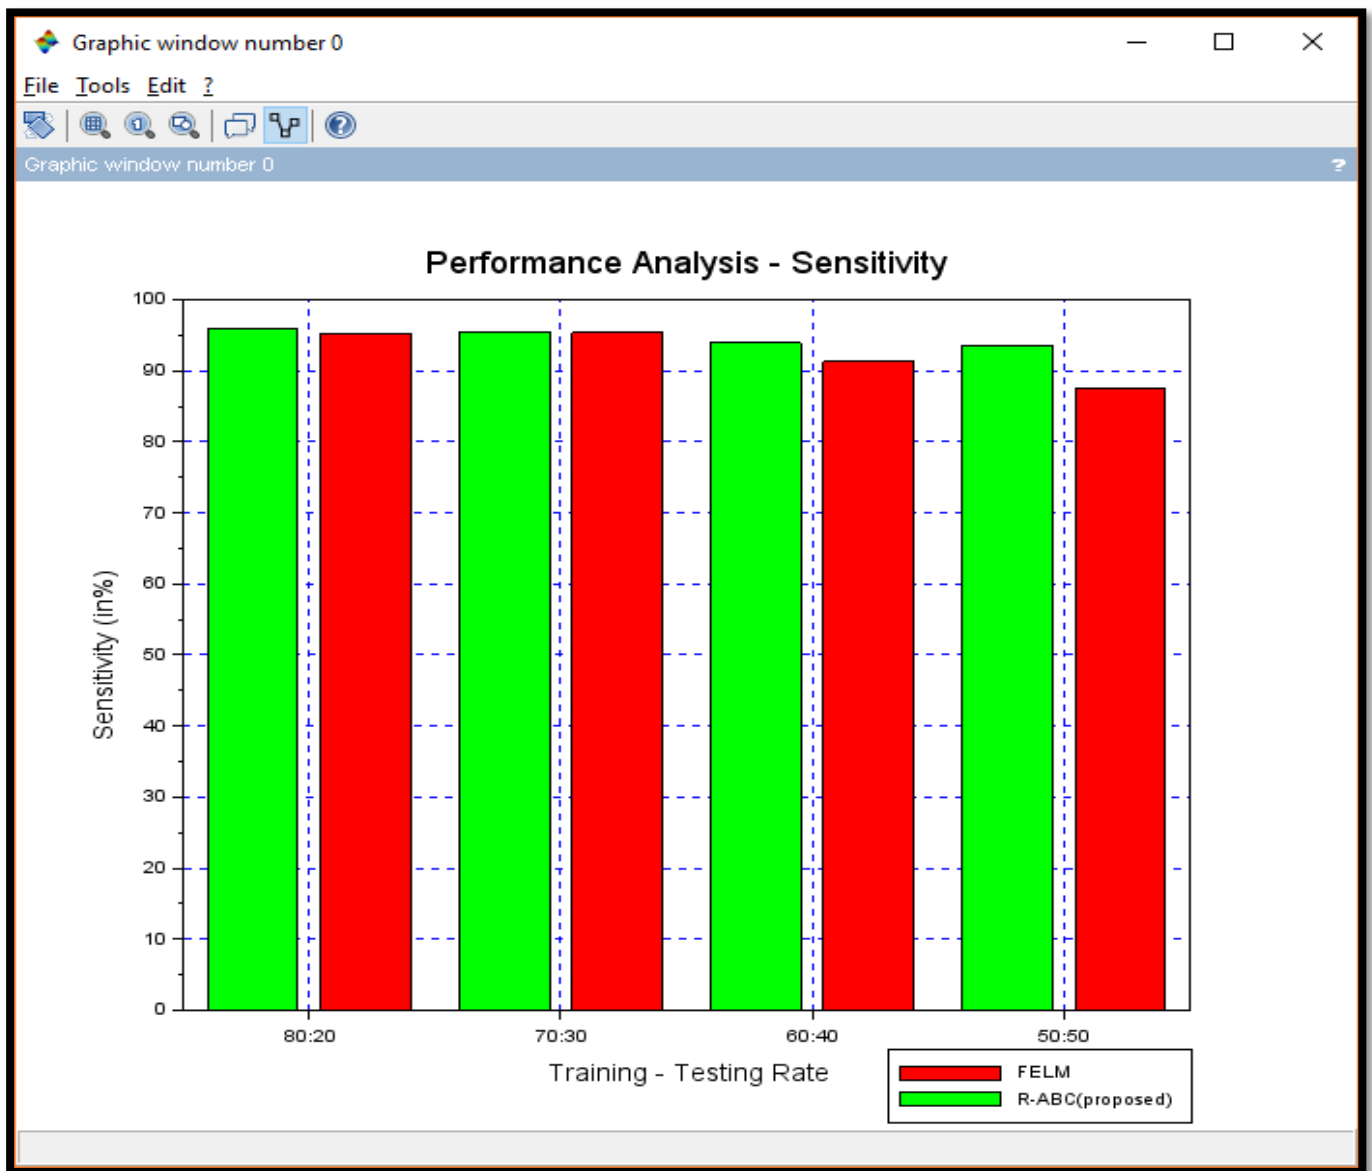 Graphic window number 0
File Tools Edit ?
Graphic window number 0 ?
Performance Analysis - Sensitivity
100
90
80
70
60
50
40
30
20
10
0
Sensitivity (in%)
80:20 70:30 60:40 50:50
Training - Testing Rate
FELM
R-ABC(proposed)